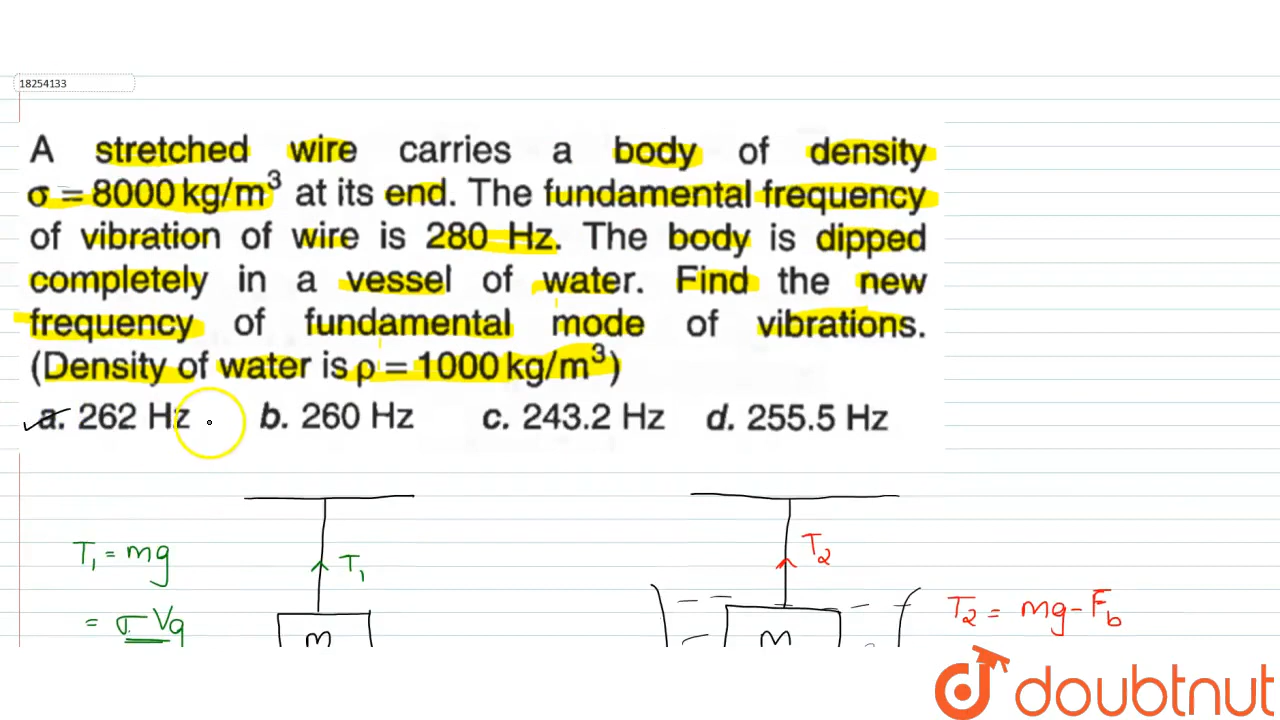 18254133
A stretched wire carries a body of density
σ = 8000 kg/m³ at its end. The fundamental frequency
of vibration of wire is 280 Hz. The body is dipped
completely in a vessel of water. Find the new
frequency of fundamental mode of vibrations.
(Density of water is ρ = 1000 kg/m³)
a. 262 Hz b. 260 Hz c. 243.2 Hz d. 255.5 Hz
T₁ = mg
T₁
T₂
= σ Vg
m
m
T₂ = mg - F_b
doubtnut